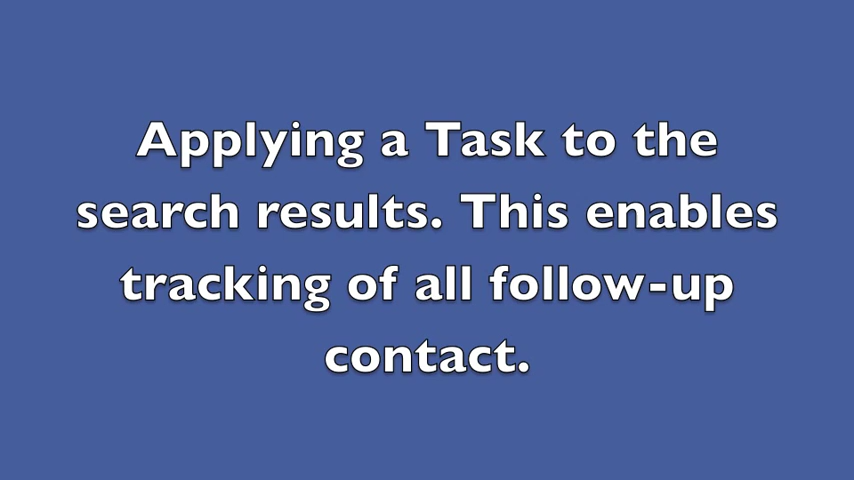 Applying a Task to the
search results. This enables
tracking of all follow-up
contact.